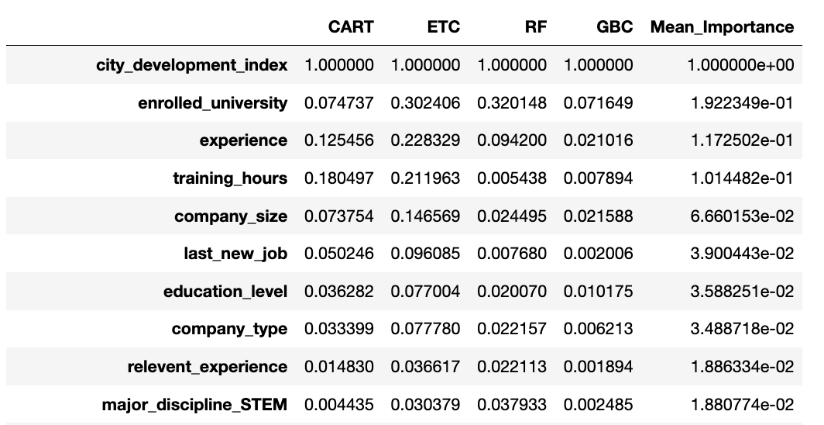 CART ETC RF GBC Mean_Importance
city_development_index 1.000000 1.000000 1.000000 1.000000 1.000000e+00
enrolled_university 0.074737 0.302406 0.320148 0.071649 1.922349e-01
experience 0.125456 0.228329 0.094200 0.021016 1.172502e-01
training_hours 0.180497 0.211963 0.005438 0.007894 1.014482e-01
company_size 0.073754 0.146569 0.024495 0.021588 6.660153e-02
last_new_job 0.050246 0.096085 0.007680 0.002006 3.900443e-02
education_level 0.036282 0.077004 0.020070 0.010175 3.588251e-02
company_type 0.033399 0.077780 0.022157 0.006213 3.488718e-02
relevent_experience 0.014830 0.036617 0.022113 0.001894 1.886334e-02
major_discipline_STEM 0.004435 0.030379 0.037933 0.002485 1.880774e-02